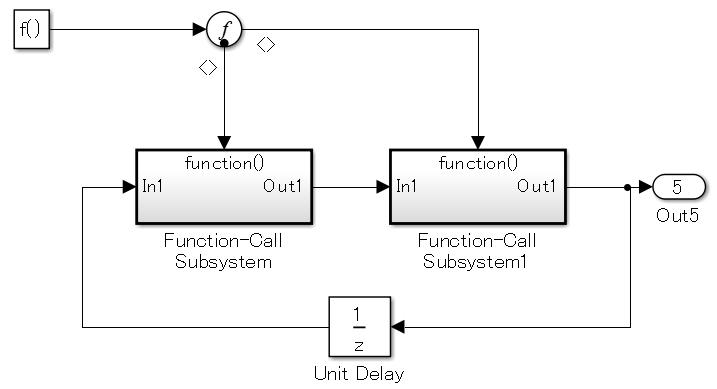 f()
f
function()
In1
Out1
Function-Call
Subsystem
function()
In1
Out1
Function-Call
Subsystem1
5
Out5
1
z
Unit Delay